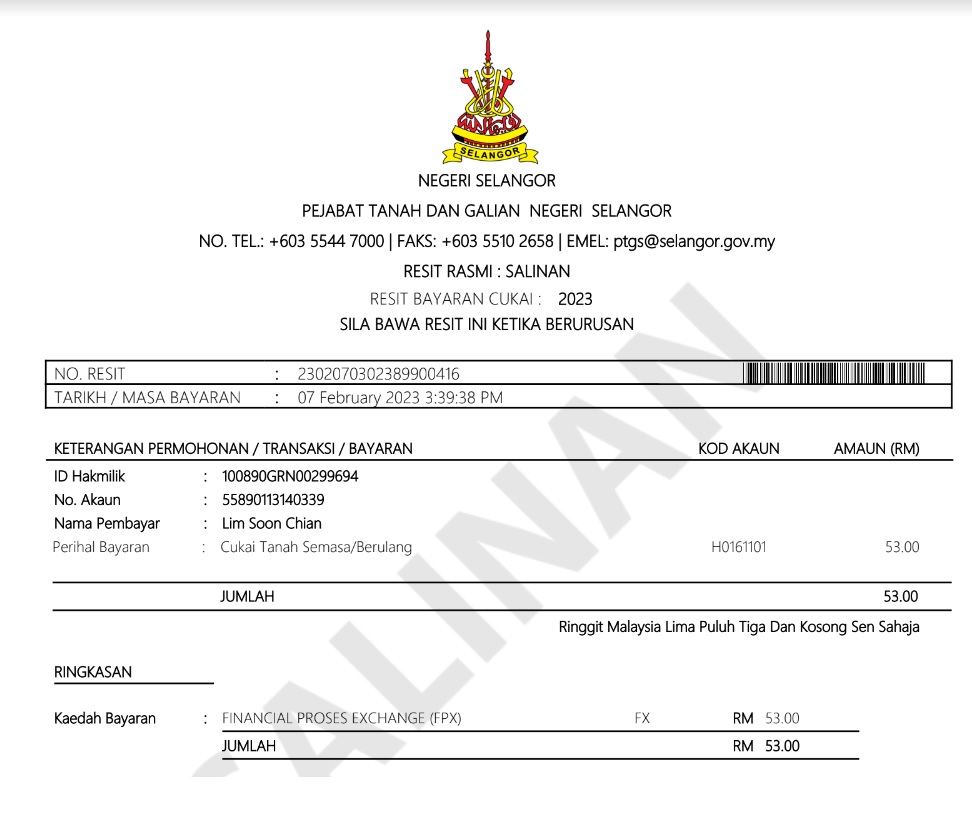 SELANGOR
NEGERI SELANGOR
PEJABAT TANAH DAN GALIAN NEGERI SELANGOR
NO. TEL.: +603 5544 7000 | FAKS: +603 5510 2658 | EMEL: ptgs@selangor.gov.my
RESIT RASMI : SALINAN
RESIT BAYARAN CUKAI : 2023
SILA BAWA RESIT INI KETIKA BERURUSAN
NO. RESIT : 2302070302389900416
TARIKH / MASA BAYARAN : 07 February 2023 3:39:38 PM
KETERANGAN PERMOHONAN / TRANSAKSI / BAYARAN KOD AKAUN AMAUN (RM)
ID Hakmilik : 100890GRN00299694
No. Akaun : 55890113140339
Nama Pembayar : Lim Soon Chian
Perihal Bayaran : Cukai Tanah Semasa/Berulang H0161101 53.00
JUMLAH 53.00
Ringgit Malaysia Lima Puluh Tiga Dan Kosong Sen Sahaja
RINGKASAN
Kaedah Bayaran : FINANCIAL PROSES EXCHANGE (FPX) FX RM 53.00
JUMLAH RM 53.00
SALINAN